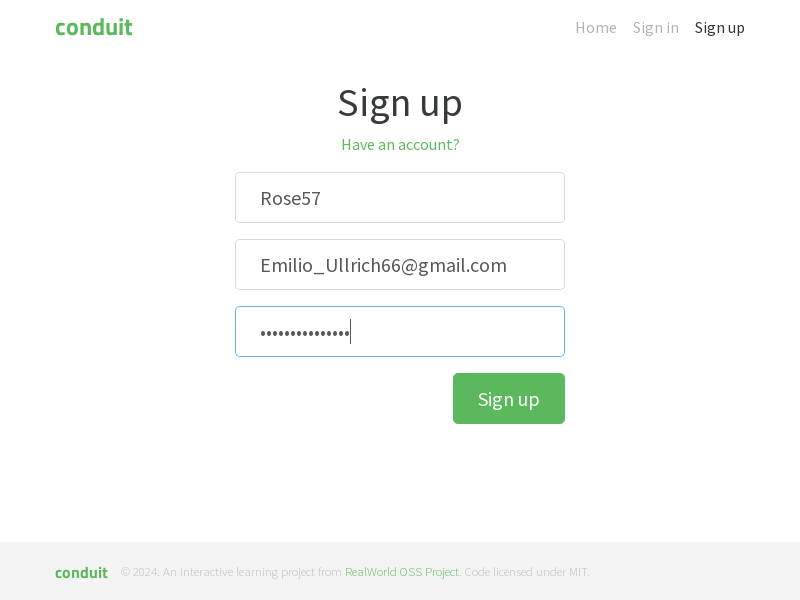 conduit
Home Sign in Sign up
Sign up
Have an account?
Rose57
Emilio_Ullrich66@gmail.com
•••••••••••••••
Sign up
conduit © 2024. An interactive learning project from RealWorld OSS Project. Code licensed under MIT.